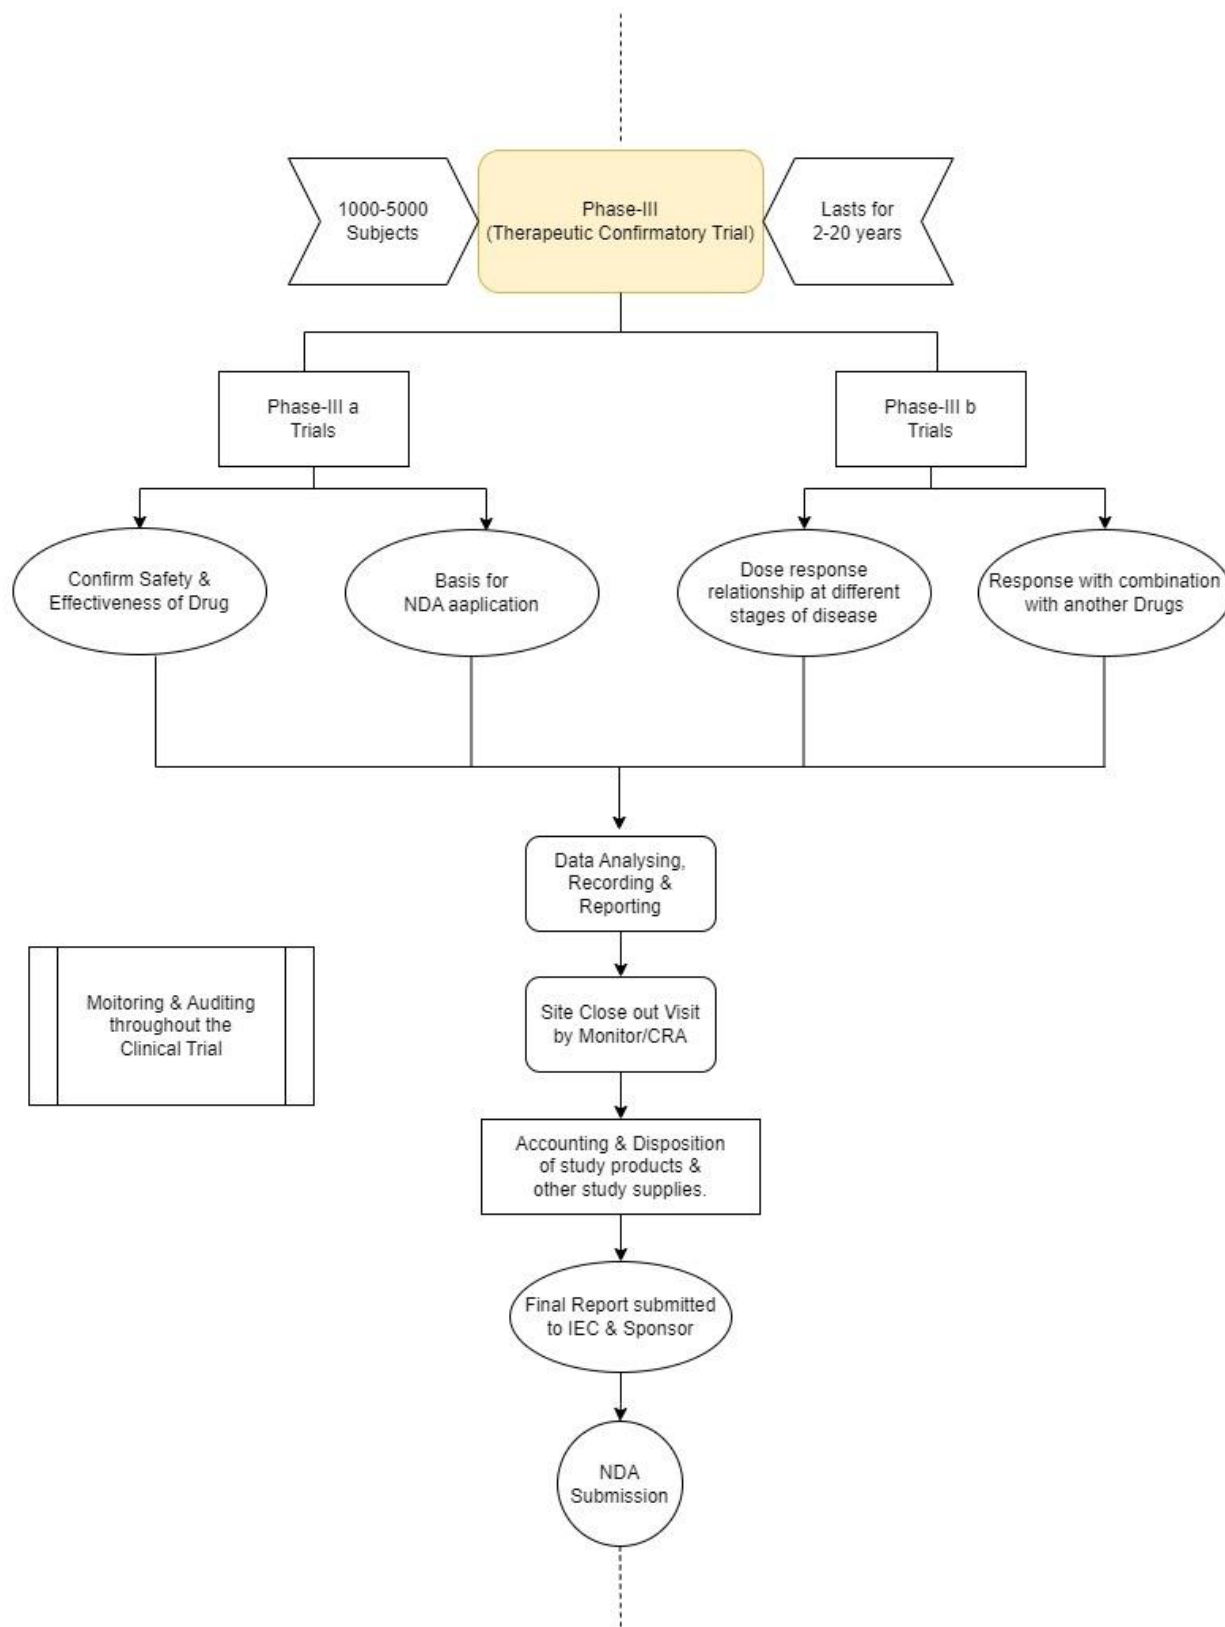 1000-5000
Subjects
Phase-III
(Therapeutic Confirmatory Trial)
Lasts for
2-20 years
Phase-III a
Trials
Phase-III b
Trials
Confirm Safety &
Effectiveness of Drug
Basis for
NDA aaplication
Dose response
relationship at different
stages of disease
Response with combination
with another Drugs
Data Analysing,
Recording &
Reporting
Moitoring & Auditing
throughout the
Clinical Trial
Site Close out Visit
by Monitor/CRA
Accounting & Disposition
of study products &
other study supplies.
Final Report submitted
to IEC & Sponsor
NDA
Submission